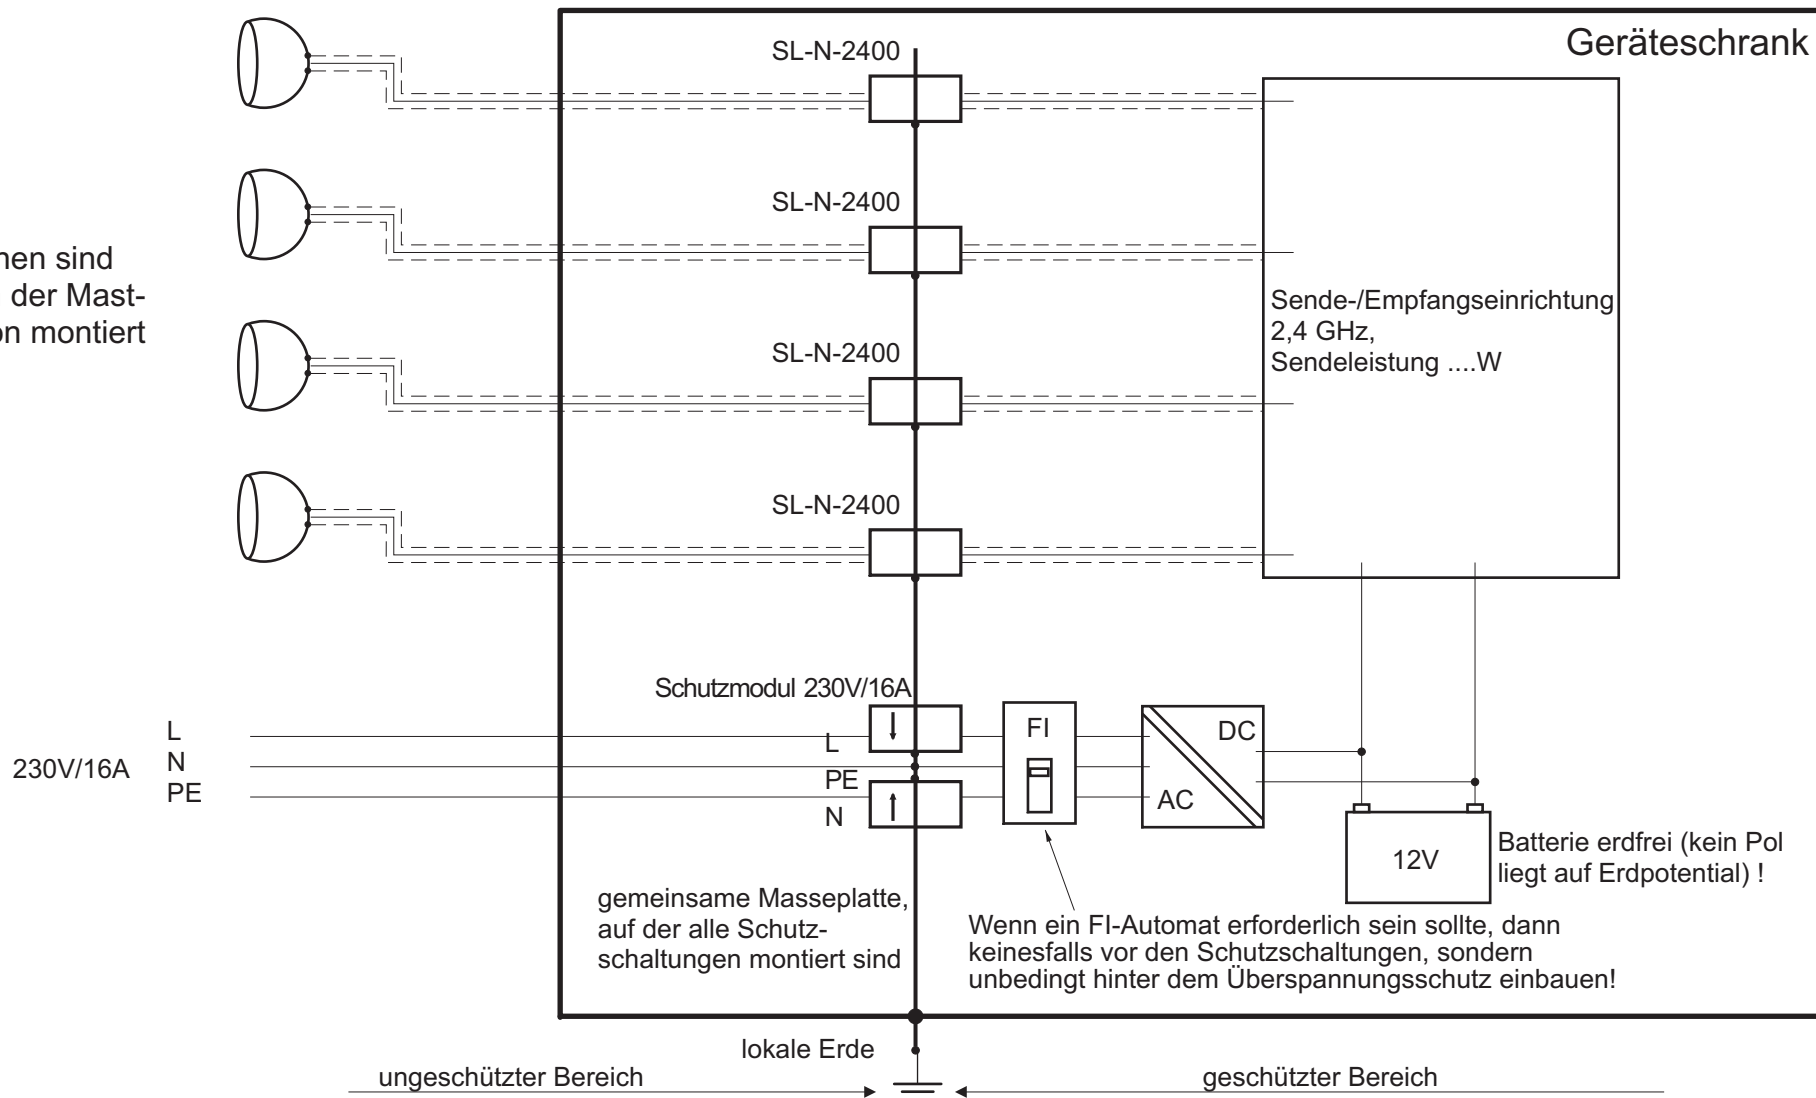 Geräteschrank
SL-N-2400
SL-N-2400
SL-N-2400
SL-N-2400
sind
der Mast-
montiert
Sende-/Empfangseinrichtung
2,4 GHz,
Sendeleistung ....W
Schutzmodul 230V/16A
230V/16A
L
N
PE
L
PE
N
FI
DC
AC
12V
Batterie erdfrei (kein Pol
liegt auf Erdpotential) !
gemeinsame Masseplatte,
auf der alle Schutz-
schaltungen montiert sind
Wenn ein FI-Automat erforderlich sein sollte, dann
keinesfalls vor den Schutzschaltungen, sondern
unbedingt hinter dem Überspannungsschutz einbauen!
lokale Erde
ungeschützter Bereich
geschützter Bereich